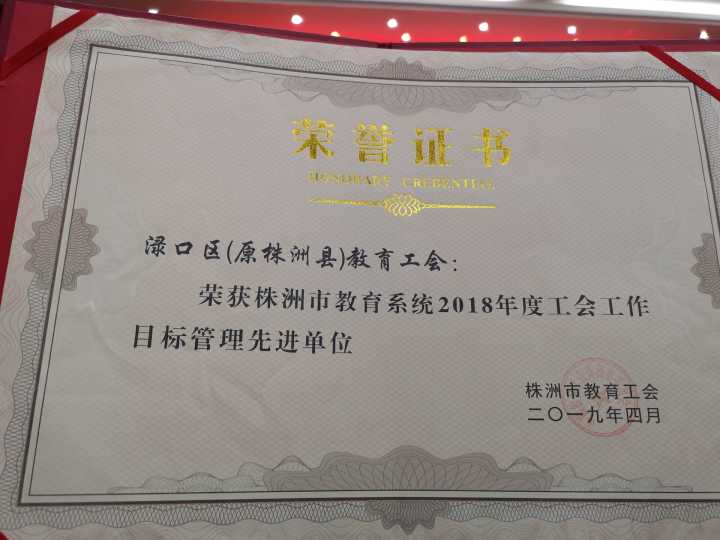 荣誉证书
HONORARY CREDENTIAL
渌口区(原株洲县)教育工会:
荣获株洲市教育系统2018年度工会工作
目标管理先进单位
株洲市教育工会
二〇一九年四月